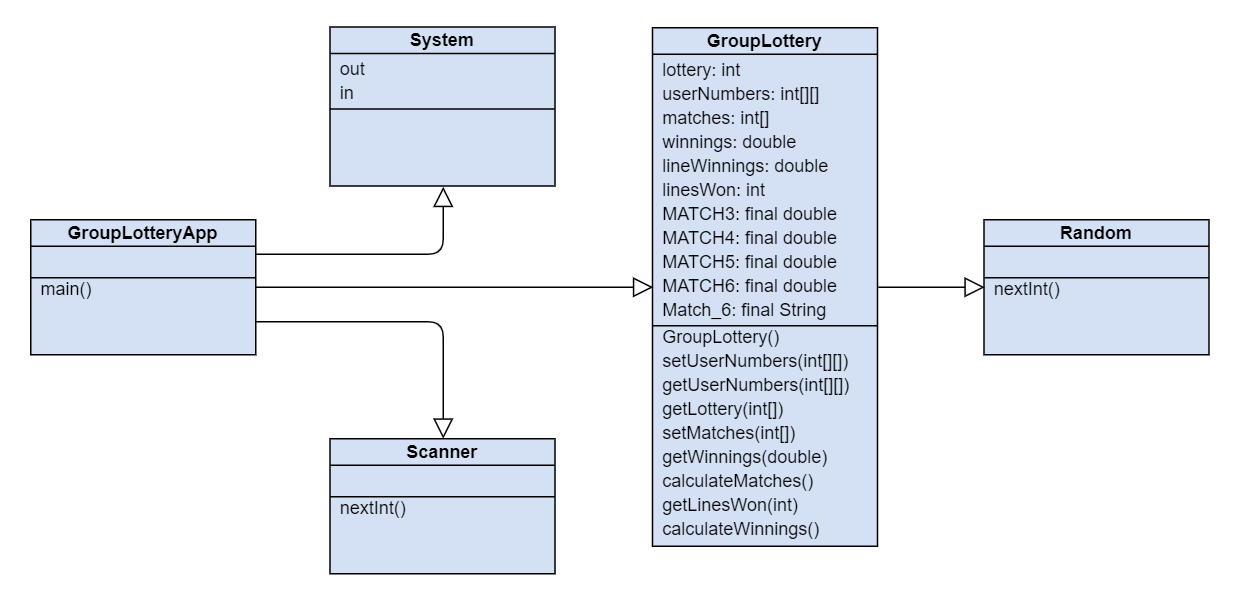 System
out
in
GroupLotteryApp
main()
Scanner
nextInt()
GroupLottery
lottery: int
userNumbers: int[][]
matches: int[]
winnings: double
lineWinnings: double
linesWon: int
MATCH3: final double
MATCH4: final double
MATCH5: final double
MATCH6: final double
Match_6: final String
GroupLottery()
setUserNumbers(int[][])
getUserNumbers(int[][])
getLottery(int[])
setMatches(int[])
getWinnings(double)
calculateMatches()
getLinesWon(int)
calculateWinnings()
Random
nextInt()